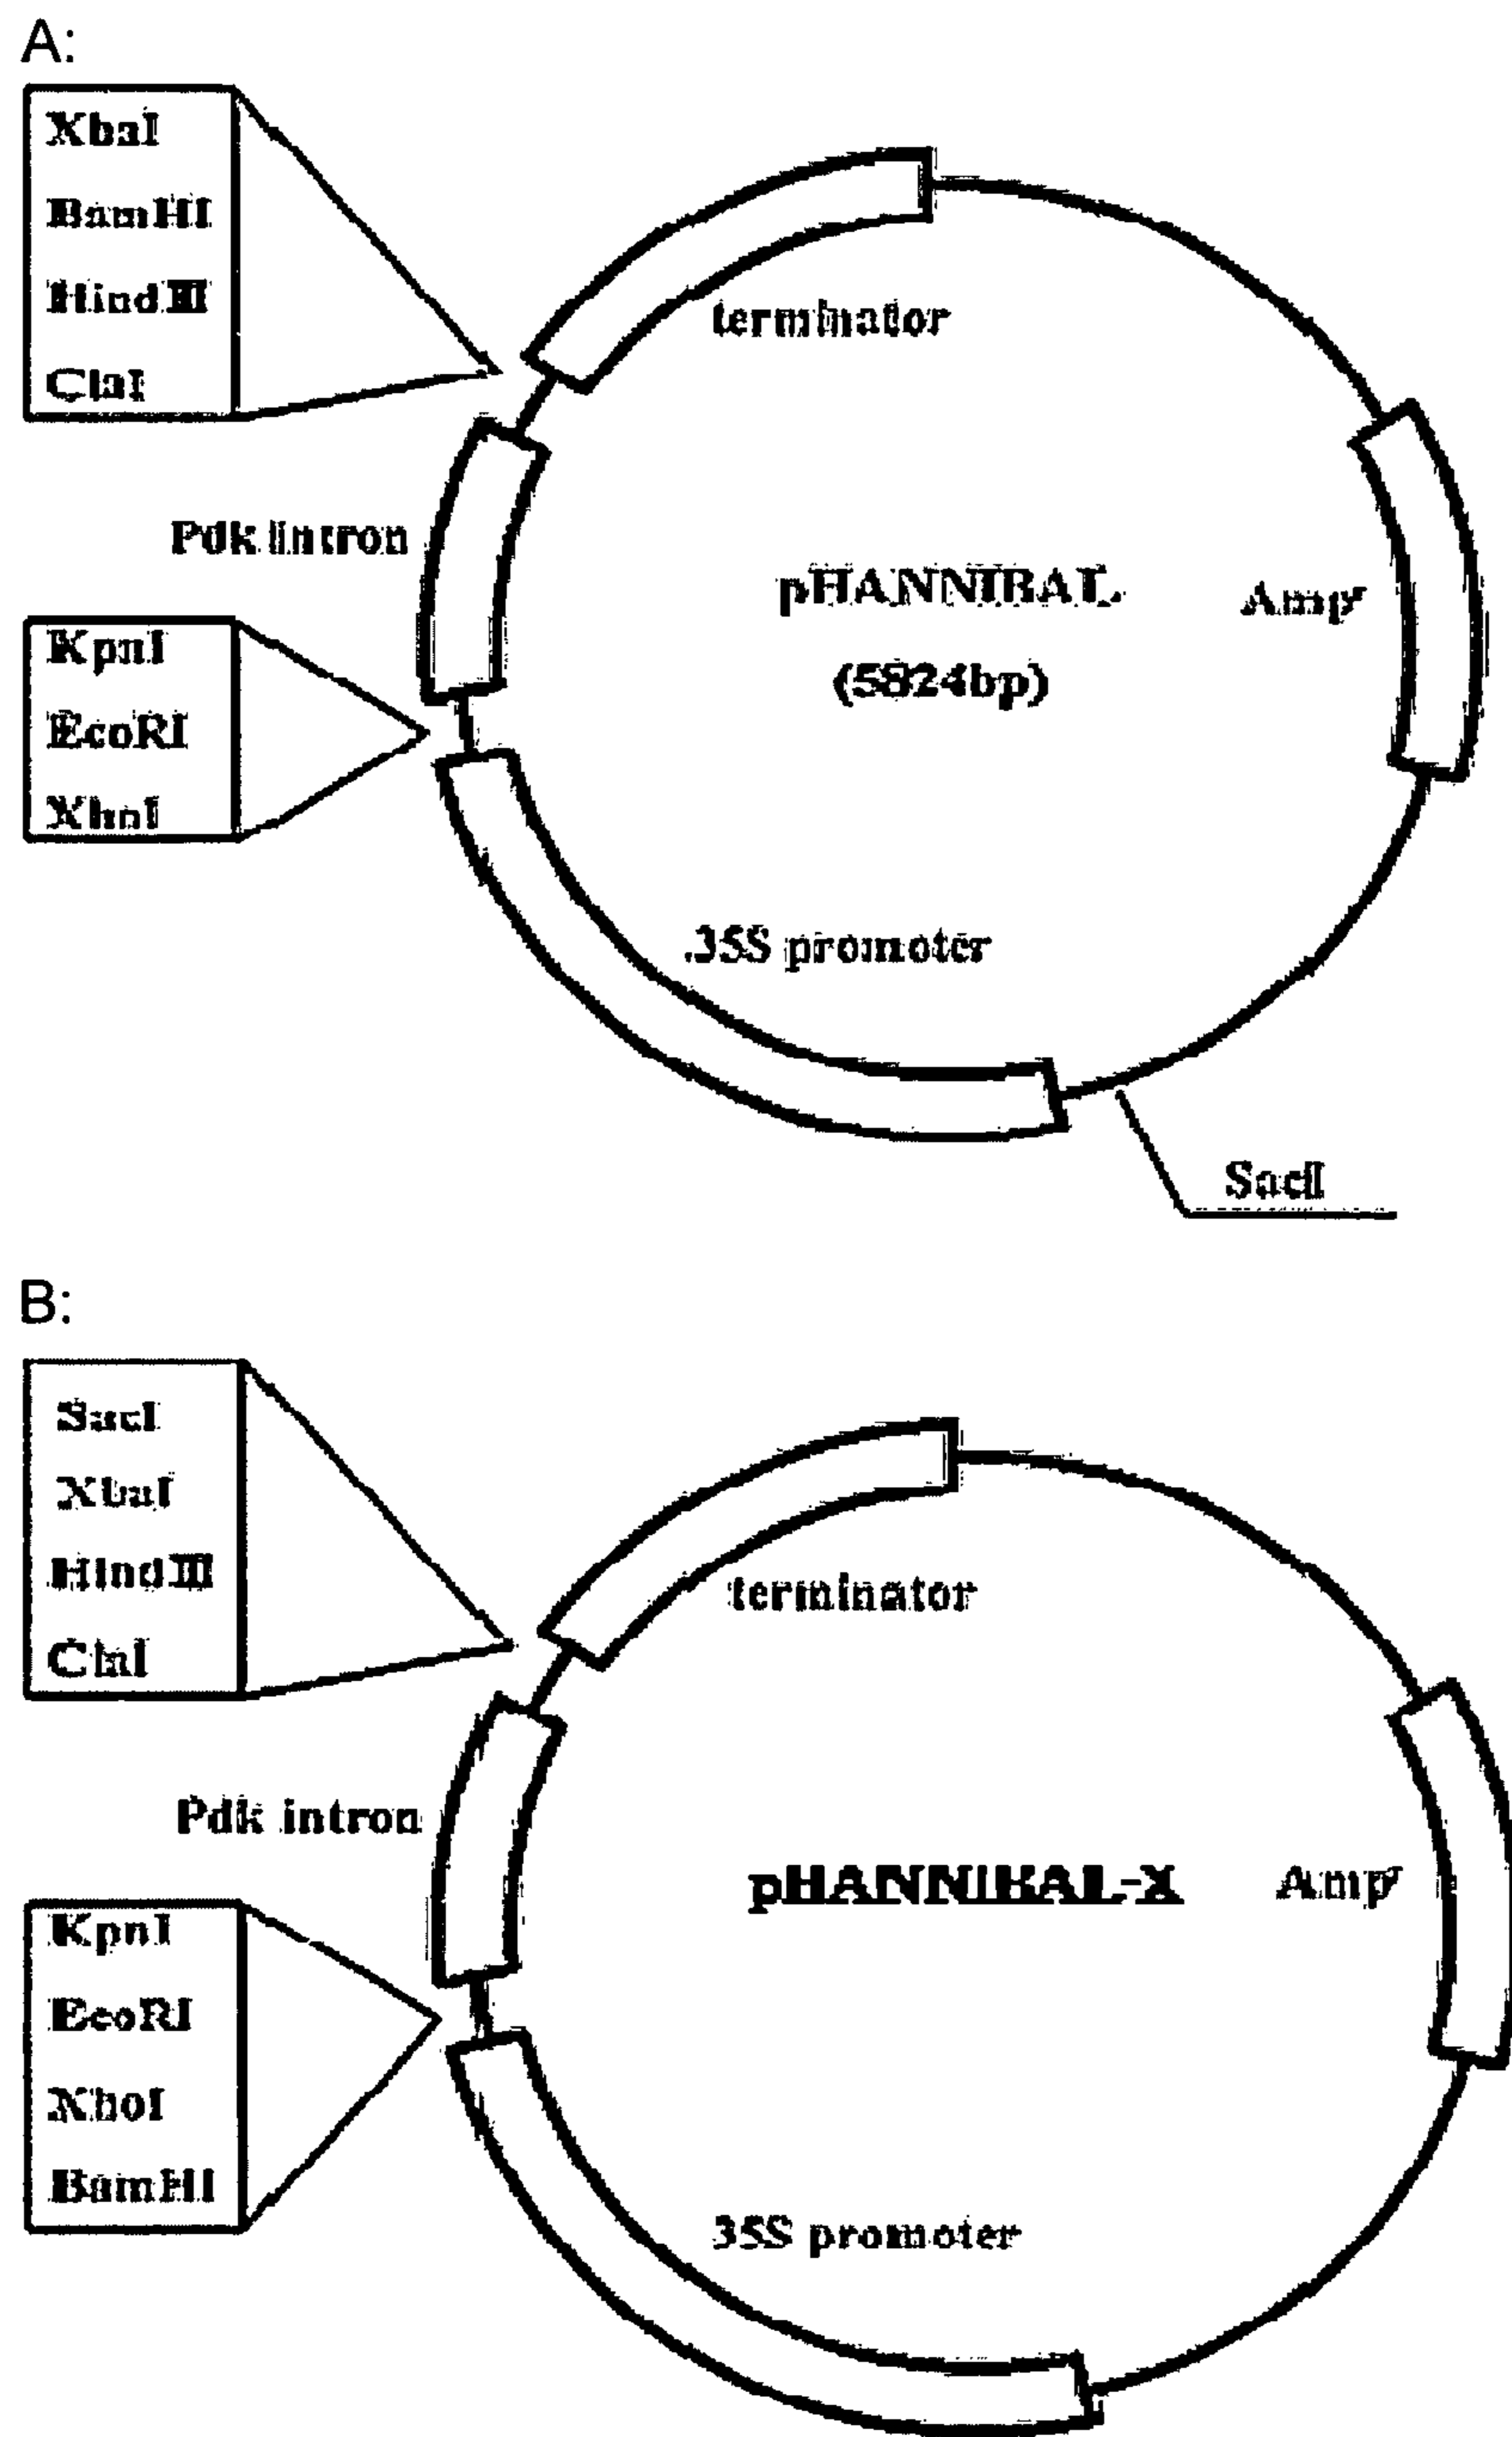 A:
XbaI
BamHI
HindIII
ClaI
terminator
Pdk intron
pHANNIBAL
(5824bp)
Ampr
KpnI
EcoRI
XhoI
35S promoter
SacI
B:
SacI
XbaI
HindIII
ClaI
terminator
Pdk intron
pHANNIBAL-X
Ampr
KpnI
EcoRI
XhoI
BamHI
35S promoter